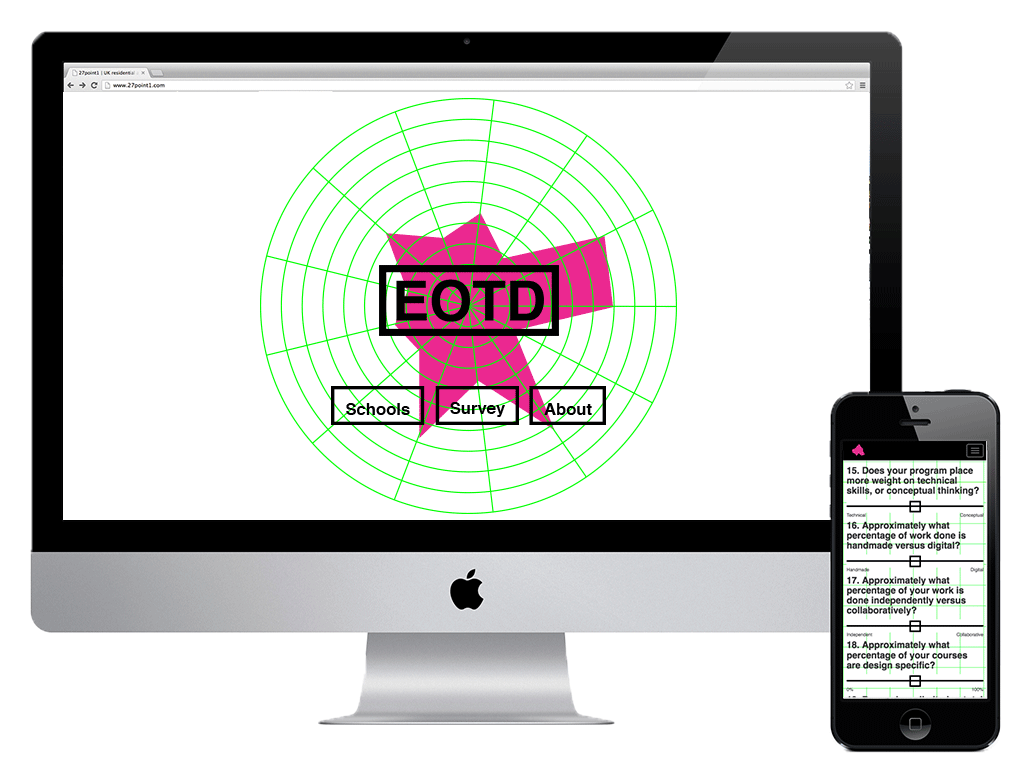 27point1 | UK residential
www.27point1.com
EOTD
Schools
Survey
About
15. Does your program place
more weight on technical
skills, or conceptual thinking?
Technical
Conceptual
16. Approximately what
percentage of work done is
handmade versus digital?
Handmade
Digital
17. Approximately what
percentage of your work is
done independently versus
collaboratively?
Independent
Collaborative
18. Approximately what
percentage of your courses
are design specific?
0%
100%